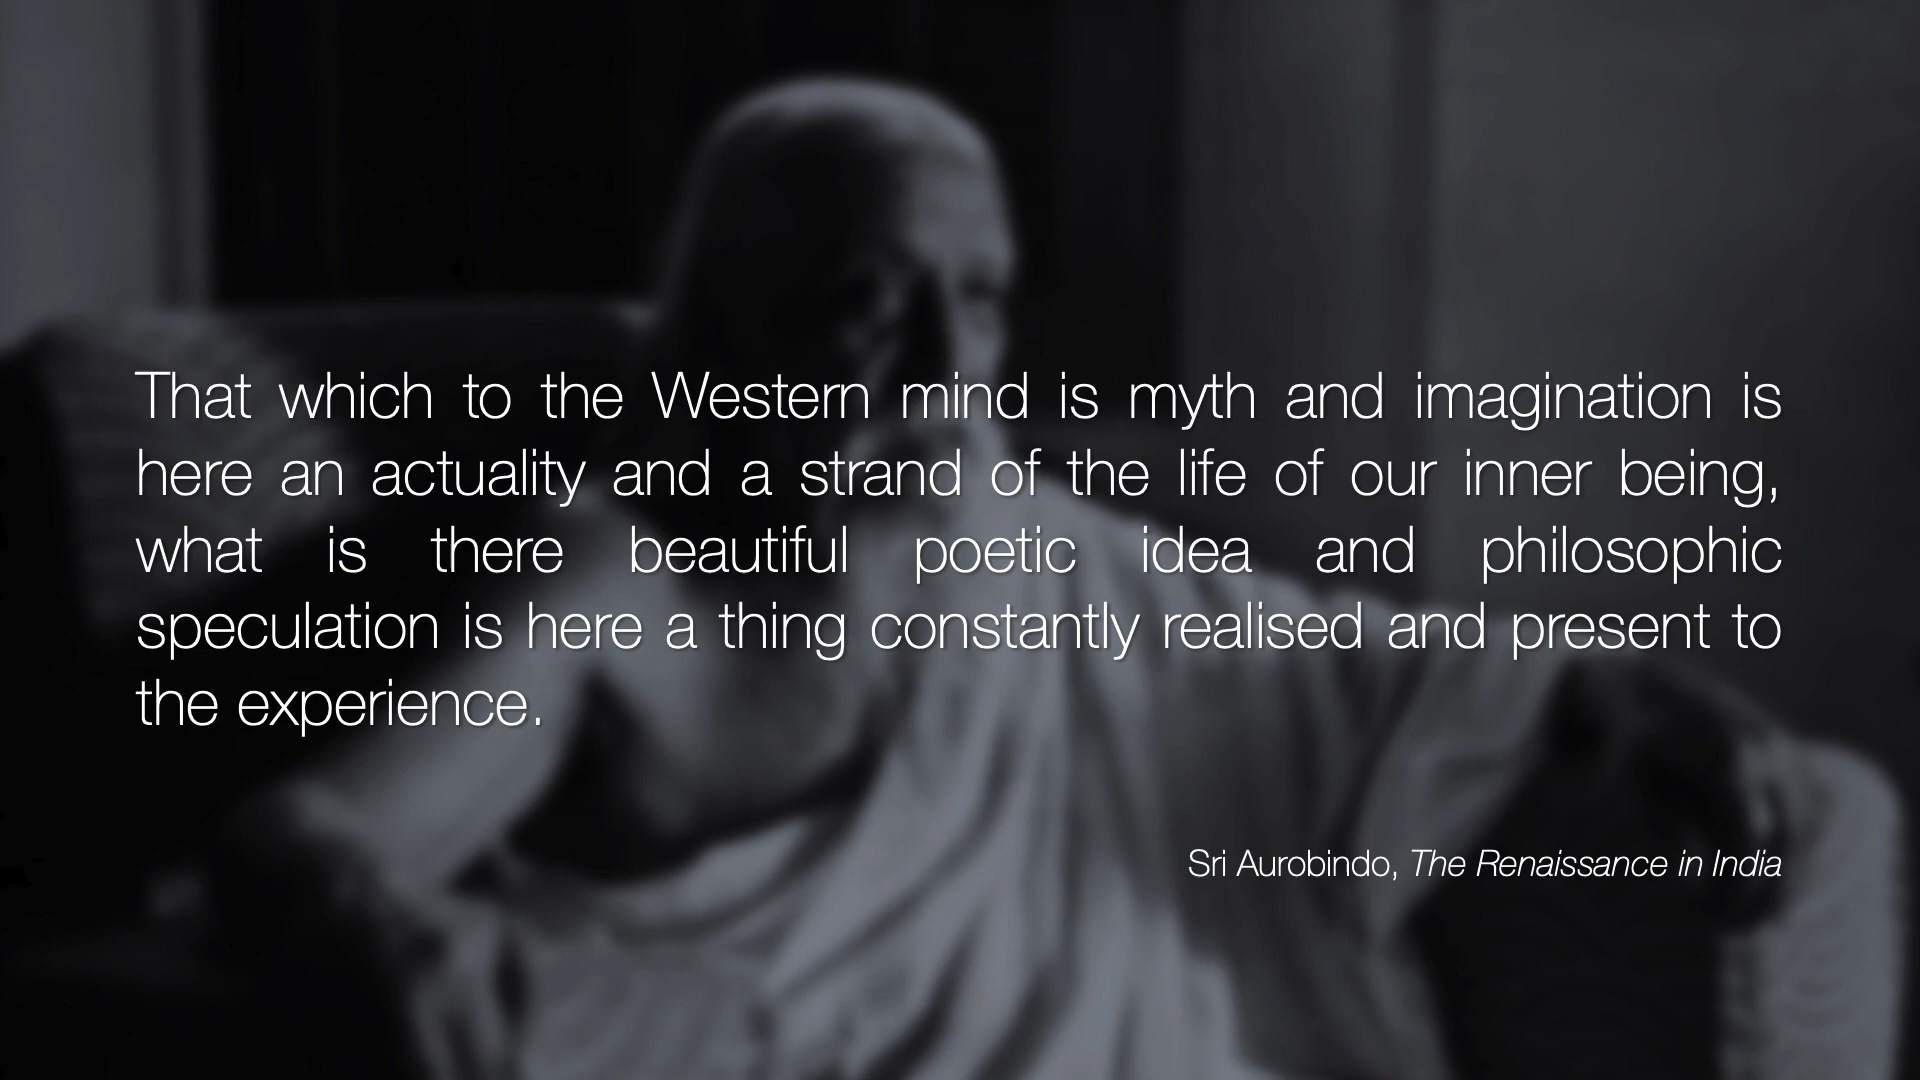 That which to the Western mind is myth and imagination is
here an actuality and a strand of the life of our inner being,
what is there beautiful poetic idea and philosophic
speculation is here a thing constantly realised and present to
the experience.
Sri Aurobindo, The Renaissance in India